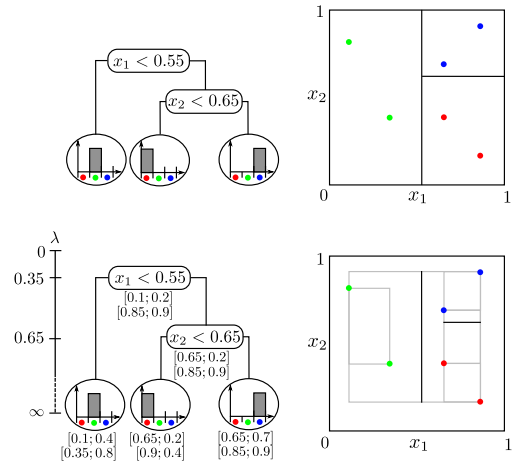 x₁ < 0.55
x₂ < 0.65
1
x₂
0
x₁
1
λ
0
0.35
0.65
∞
x₁ < 0.55
[0.1; 0.2]
[0.85; 0.9]
x₂ < 0.65
[0.65; 0.2]
[0.85; 0.9]
[0.1; 0.4]
[0.35; 0.8]
[0.65; 0.2]
[0.9; 0.4]
[0.65; 0.7]
[0.85; 0.9]
1
x₂
0
x₁
1